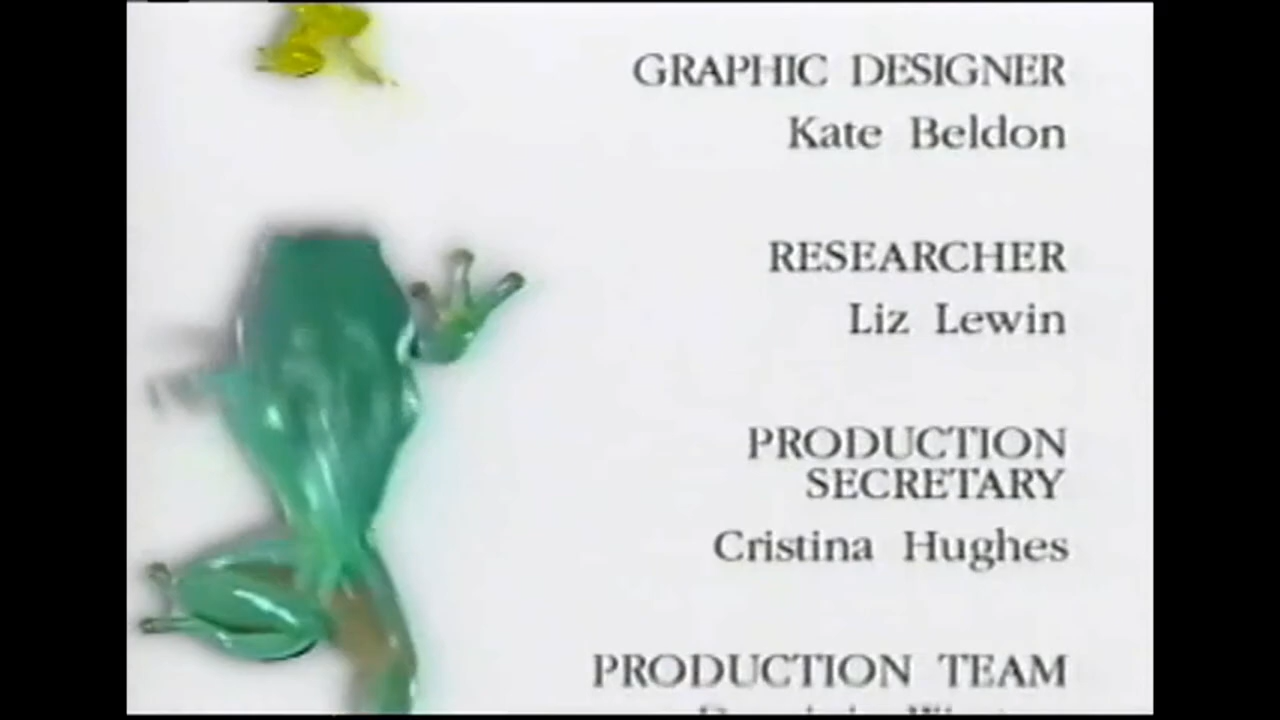 GRAPHIC DESIGNER
Kate Beldon
RESEARCHER
Liz Lewin
PRODUCTION
SECRETARY
Cristina Hughes
PRODUCTION TEAM